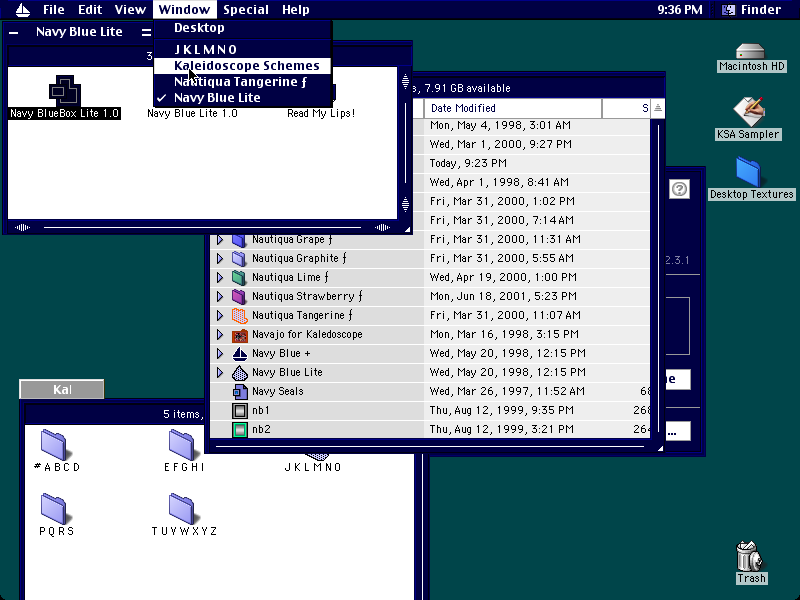 File Edit View Window Special Help 9:36 PM Finder
Navy Blue Lite
Desktop
J K L M N O
Kaleidoscope Schemes
Nautiqua Tangerine ƒ
✓ Navy Blue Lite
3
Navy BlueBox Lite 1.0
Navy Blue Lite 1.0
Read My Lips!
s, 7.91 GB available
Date Modified S
Mon, May 4, 1998, 3:01 AM
Wed, Mar 1, 2000, 9:27 PM
Today, 9:23 PM
Wed, Apr 1, 1998, 8:41 AM
Fri, Mar 31, 2000, 1:02 PM
Fri, Mar 31, 2000, 7:14 AM
Nautiqua Grape ƒ Fri, Mar 31, 2000, 11:31 AM
Nautiqua Graphite ƒ Fri, Mar 31, 2000, 5:55 AM
Nautiqua Lime ƒ Wed, Apr 19, 2000, 1:00 PM
Nautiqua Strawberry ƒ Mon, Jun 18, 2001, 5:23 PM
Nautiqua Tangerine ƒ Fri, Mar 31, 2000, 11:07 AM
Navajo for Kaledoscope Mon, Mar 16, 1998, 3:15 PM
Navy Blue + Wed, May 20, 1998, 12:15 PM
Navy Blue Lite Wed, May 20, 1998, 12:15 PM
Navy Seals Wed, Mar 26, 1997, 11:52 AM 68
nb1 Thu, Aug 12, 1999, 9:35 PM 268
nb2 Thu, Aug 12, 1999, 3:21 PM 264
?
2.3.1
...
Kal
5 items,
#ABCD
EFGHI
JKLMNO
PQRS
TUVWXYZ
Macintosh HD
KSA Sampler
Desktop Textures
Trash